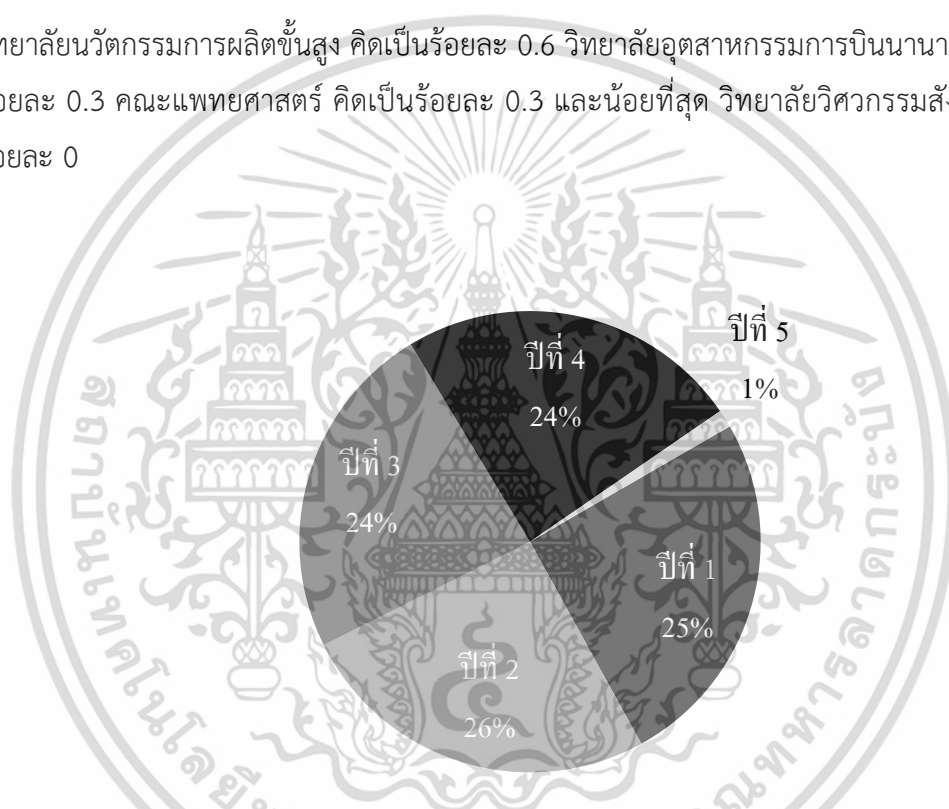 ทยาลัยนวัตกรรมการผลิตขั้นสูง คิดเป็นร้อยละ 0.6 วิทยาลัยอุตสาหกรรมการบินนานา
อยละ 0.3 คณะแพทยศาสตร์ คิดเป็นร้อยละ 0.3 และน้อยที่สุด วิทยาลัยวิศวกรรมสัง
อยละ 0
ปีที่ 5
1%
ปีที่ 4
24%
ปีที่ 3
24%
ปีที่ 1
25%
ปีที่ 2
26%